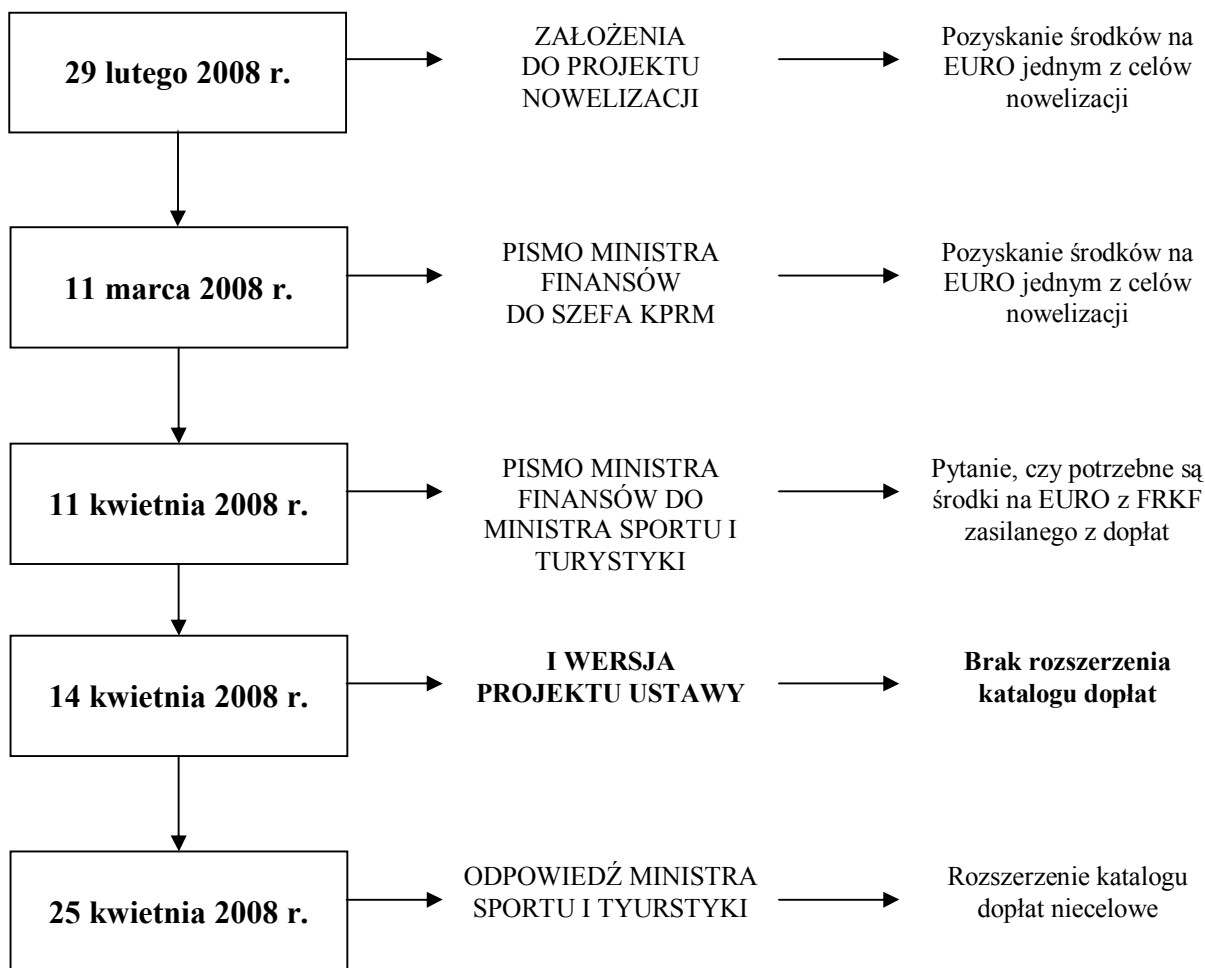 29 lutego 2008 r.
ZAŁOŻENIA
DO PROJEKTU
NOWELIZACJI
Pozyskanie środków na
EURO jednym z celów
nowelizacji
11 marca 2008 r.
PISMO MINISTRA
FINANSÓW
DO SZEFA KPRM
Pozyskanie środków na
EURO jednym z celów
nowelizacji
11 kwietnia 2008 r.
PISMO MINISTRA
FINANSÓW DO
MINISTRA SPORTU I
TURYSTYKI
Pytanie, czy potrzebne są
środki na EURO z FRKF
zasilanego z dopłat
14 kwietnia 2008 r.
I WERSJA
PROJEKTU USTAWY
Brak rozszerzenia
katalogu dopłat
25 kwietnia 2008 r.
ODPOWIEDŹ MINISTRA
SPORTU I TYURSTYKI
Rozszerzenie katalogu
dopłat niecelowe